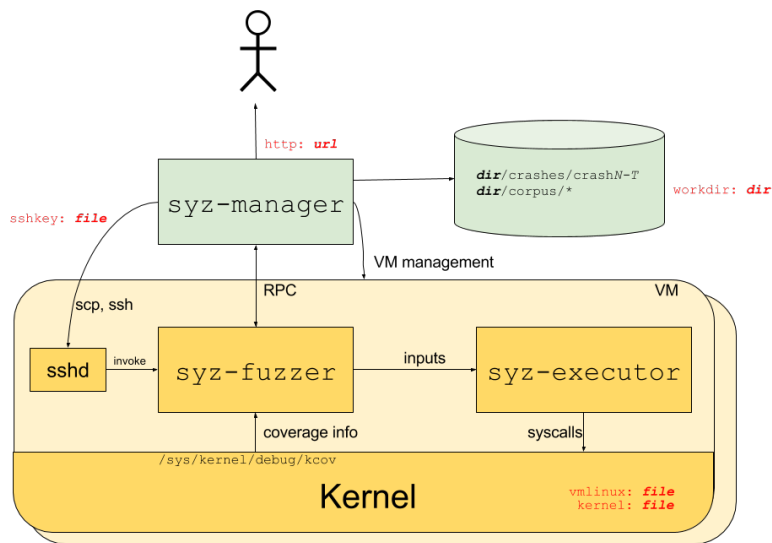 http: url
syz-manager
dir/crashes/crashN-T
dir/corpus/*
workdir: dir
sshkey: file
VM management
RPC
VM
scp, ssh
sshd
invoke
syz-fuzzer
inputs
syz-executor
coverage info
syscalls
/sys/kernel/debug/kcov
Kernel
vmlinux: file
kernel: file